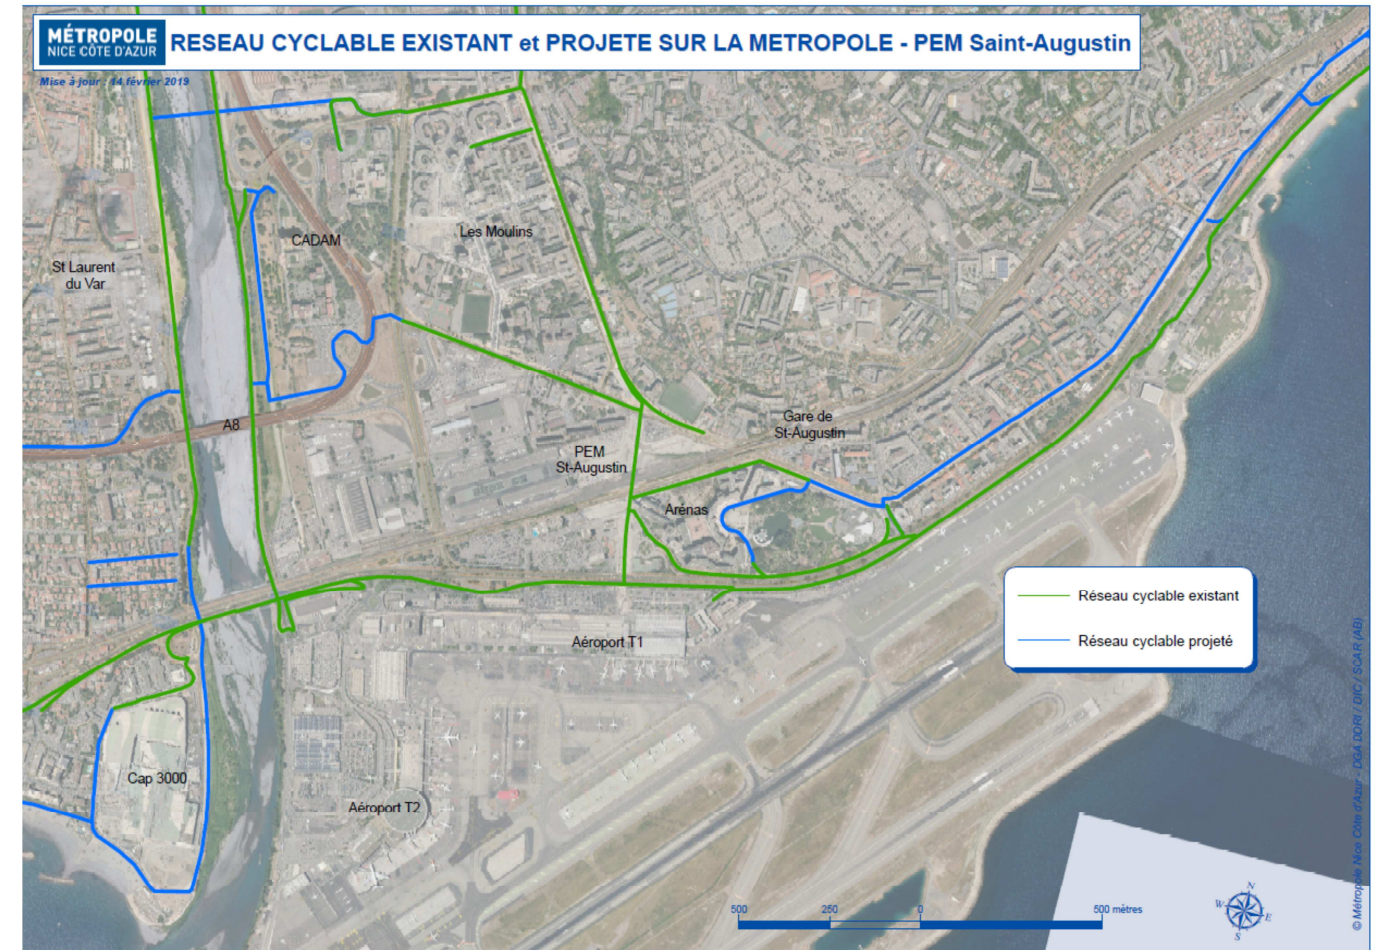 MÉTROPOLE
NICE CÔTE D'AZUR
RESEAU CYCLABLE EXISTANT et PROJETE SUR LA METROPOLE - PEM Saint-Augustin
Mise à jour : 14 février 2019
CADAM
Les Moulins
St Laurent
du Var
A8
Gare de
St-Augustin
PEM
St-Augustin
Arénas
Réseau cyclable existant
Réseau cyclable projeté
Aéroport T1
Cap 3000
Aéroport T2
500
250
0
500 mètres
N
W
E
S
© Métropole Nice Côte d'Azur - DGA DDRI / DIC / SCAR (AB)